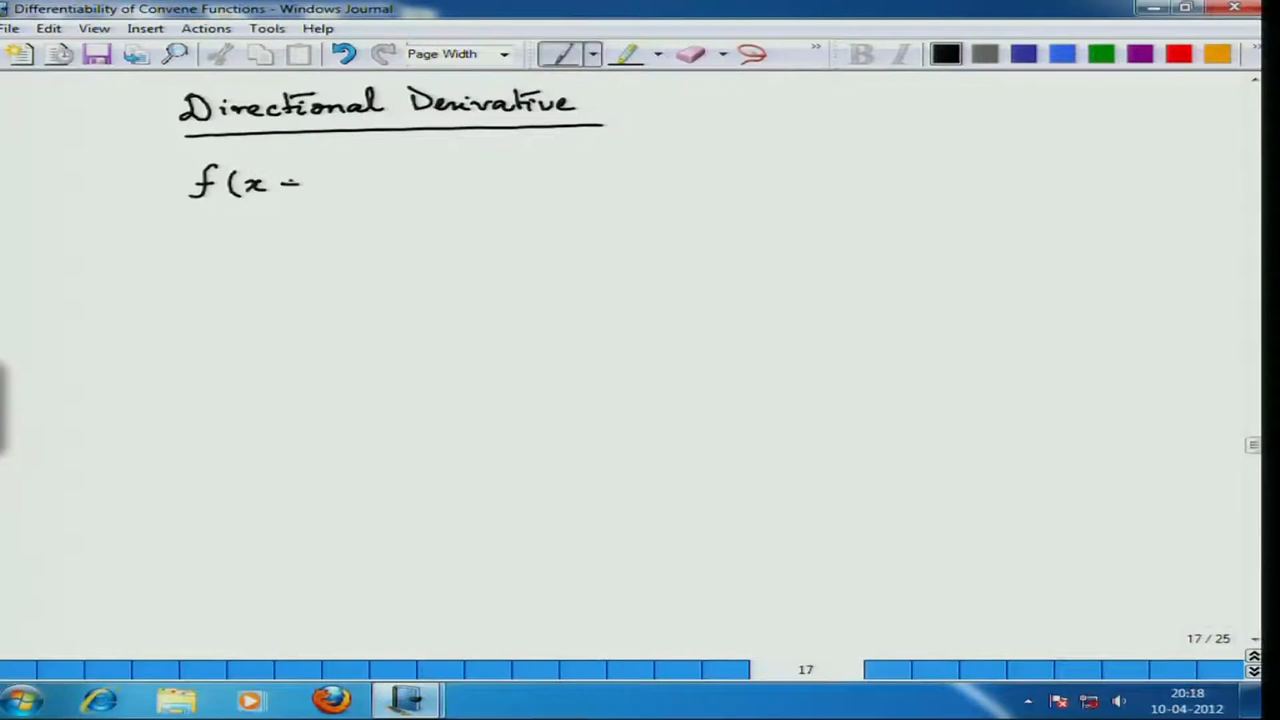 Differentiability of Convene Functions - Windows Journal
File Edit View Insert Actions Tools Help
Page Width
B I
Directional Derivative
f(x -
17 / 25
17
20:18
10-04-2012